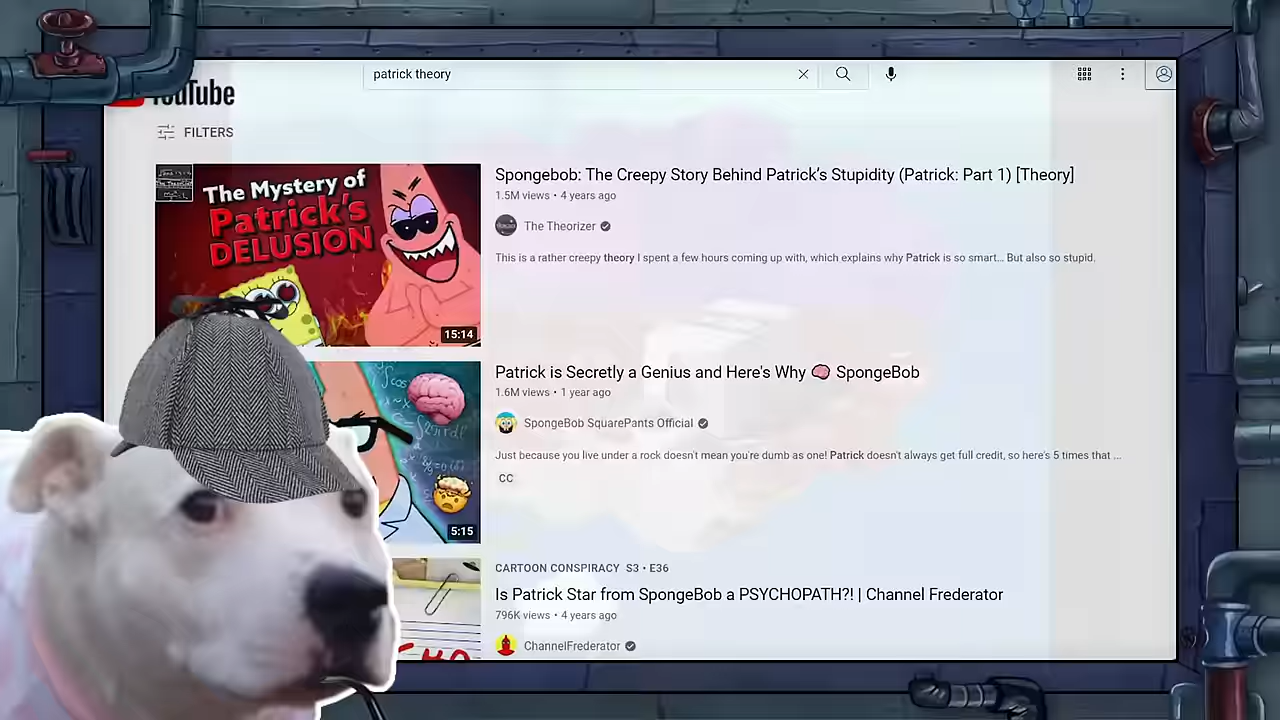 patrick theory
YouTube
FILTERS
The Mystery of
Patrick's
DELUSION
15:14
Spongebob: The Creepy Story Behind Patrick's Stupidity (Patrick: Part 1) [Theory]
1.5M views • 4 years ago
The Theorizer
This is a rather creepy theory I spent a few hours coming up with, which explains why Patrick is so smart... But also so stupid.
5:15
Patrick is Secretly a Genius and Here's Why 🧠 SpongeBob
1.6M views • 1 year ago
SpongeBob SquarePants Official
Just because you live under a rock doesn't mean you're dumb as one! Patrick doesn't always get full credit, so here's 5 times that ...
CC
CARTOON CONSPIRACY S3 • E36
Is Patrick Star from SpongeBob a PSYCHOPATH?! | Channel Frederator
796K views • 4 years ago
ChannelFrederator